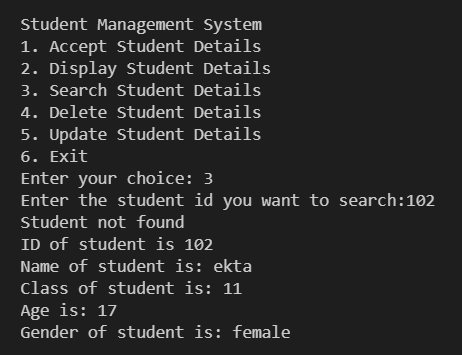 Student Management System
1. Accept Student Details
2. Display Student Details
3. Search Student Details
4. Delete Student Details
5. Update Student Details
6. Exit
Enter your choice: 3
Enter the student id you want to search:102
Student not found
ID of student is 102
Name of student is: ekta
Class of student is: 11
Age is: 17
Gender of student is: female